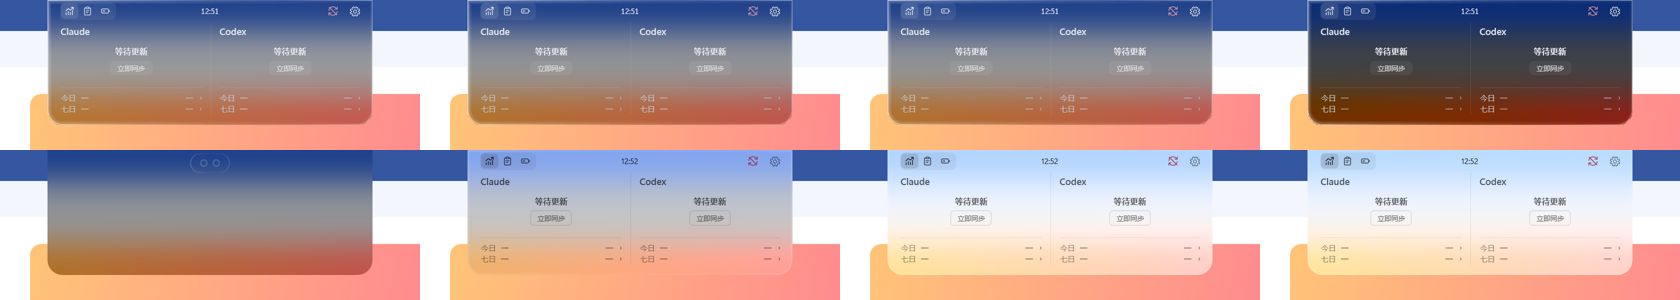 12:51
12:51
12:51
12:51
Claude Codex
Claude Codex
Claude Codex
Claude Codex
等待更新 等待更新
等待更新 等待更新
等待更新 等待更新
等待更新 等待更新
立即同步 立即同步
立即同步 立即同步
立即同步 立即同步
立即同步 立即同步
今日 — — › 今日 — — ›
今日 — — › 今日 — — ›
今日 — — › 今日 — — ›
今日 — — › 今日 — — ›
七日 — — › 七日 — — ›
七日 — — › 七日 — — ›
七日 — — › 七日 — — ›
七日 — — › 七日 — — ›
12:52
12:52
12:52
Claude Codex
Claude Codex
Claude Codex
等待更新 等待更新
等待更新 等待更新
等待更新 等待更新
立即同步 立即同步
立即同步 立即同步
立即同步 立即同步
今日 — — › 今日 — — ›
今日 — — › 今日 — — ›
今日 — — › 今日 — — ›
七日 — — › 七日 — — ›
七日 — — › 七日 — — ›
七日 — — › 七日 — — ›